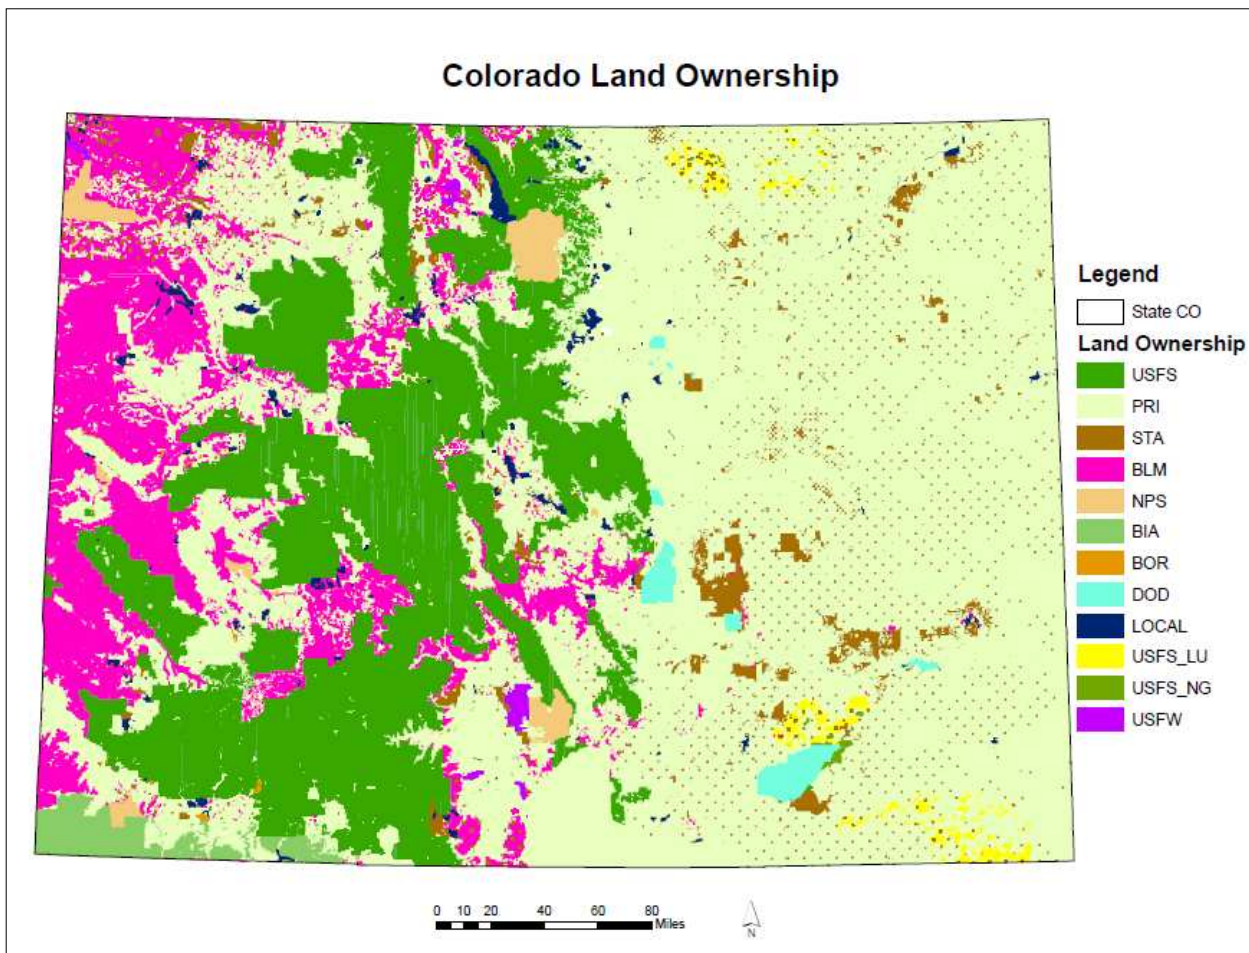 Colorado Land Ownership
Legend
State CO
Land Ownership
USFS
PRI
STA
BLM
NPS
BIA
BOR
DOD
LOCAL
USFS_LU
USFS_NG
USFW
0 10 20 40 60 80
Miles
N